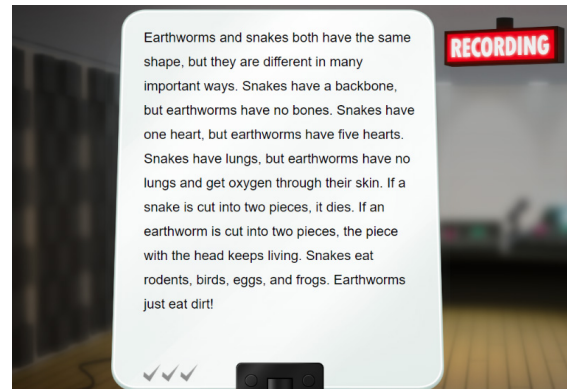 Earthworms and snakes both have the same
shape, but they are different in many
important ways. Snakes have a backbone,
but earthworms have no bones. Snakes have
one heart, but earthworms have five hearts.
Snakes have lungs, but earthworms have no
lungs and get oxygen through their skin. If a
snake is cut into two pieces, it dies. If an
earthworm is cut into two pieces, the piece
with the head keeps living. Snakes eat
rodents, birds, eggs, and frogs. Earthworms
just eat dirt!
RECORDING